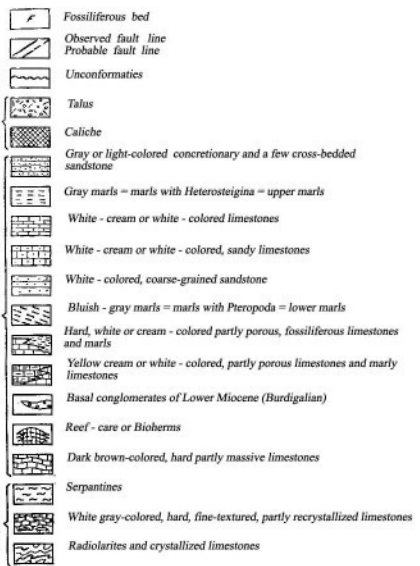 F
Fossiliferous bed
Observed fault line
Probable fault line
Unconformaties
Talus
Caliche
Gray or light-colored concretionary and a few cross-bedded
sandstone
Gray marls = marls with Heterosteigina = upper marls
White - cream or white - colored limestones
White - cream or white - colored, sandy limestones
White - colored, coarse-grained sandstone
Bluish - gray marls = marls with Pteropoda = lower marls
Hard, white or cream - colored partly porous, fossiliferous limestones
and marls
Yellow cream or white - colored, partly porous limestones and marly
limestones
Basal conglomerates of Lower Miocene (Burdigalian)
Reef - care or Bioherms
Dark brown-colored, hard partly massive limestones
Serpantines
White gray-colored, hard, fine-textured, partly recrystallized limestones
Radiolarites and crystallized limestones